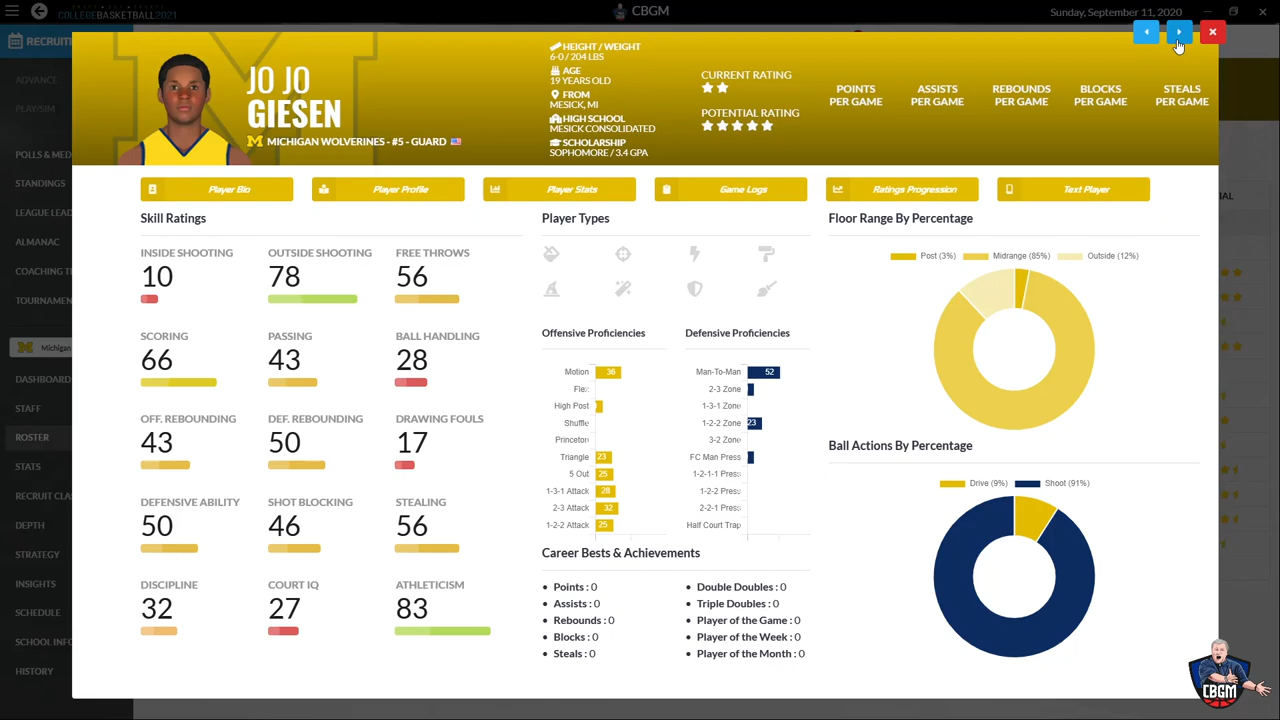 COLLEGEBASKETBALL2021
CBGM
Sunday, September 11, 2020
RECRUIT
ADVANCE
PLAY/SIM
POLLS & MED
STANDINGS
LEAGUE LEAD
ALMANAC
COACHING T
TOURNAMEN
Michigan
DASHBOARD
STAFF
ROSTER
STATS
RECRUIT CLA
DEPTH
STRATEGY
INSIGHTS
SCHEDULE
SCHOOL INFO
HISTORY
JO JO
GIESEN
MICHIGAN WOLVERINES - #5 - GUARD
HEIGHT / WEIGHT
6-0 / 204 LBS
AGE
19 YEARS OLD
FROM
MESICK, MI
HIGH SCHOOL
MESICK CONSOLIDATED
SCHOLARSHIP
SOPHOMORE / 3.4 GPA
CURRENT RATING
POTENTIAL RATING
POINTS
PER GAME
ASSISTS
PER GAME
REBOUNDS
PER GAME
BLOCKS
PER GAME
STEALS
PER GAME
Player Bio
Player Profile
Player Stats
Game Logs
Ratings Progression
Text Player
Skill Ratings
INSIDE SHOOTING
10
OUTSIDE SHOOTING
78
FREE THROWS
56
SCORING
66
PASSING
43
BALL HANDLING
28
OFF. REBOUNDING
43
DEF. REBOUNDING
50
DRAWING FOULS
17
DEFENSIVE ABILITY
50
SHOT BLOCKING
46
STEALING
56
DISCIPLINE
32
COURT IQ
27
ATHLETICISM
83
Player Types
Offensive Proficiencies
Motion 36
Flex
High Post
Shuffle
Princeton
Triangle 23
5 Out 25
1-3-1 Attack 28
2-3 Attack 32
1-2-2 Attack 25
Defensive Proficiencies
Man-To-Man 52
2-3 Zone
1-3-1 Zone
1-2-2 Zone 23
3-2 Zone
FC Man Press
1-2-1-1 Press
1-2-2 Press
2-2-1 Press
Half Court Trap
Career Bests & Achievements
Points : 0
Assists : 0
Rebounds : 0
Blocks : 0
Steals : 0
Double Doubles : 0
Triple Doubles : 0
Player of the Game : 0
Player of the Week : 0
Player of the Month : 0
Floor Range By Percentage
Post (3%) Midrange (85%) Outside (12%)
Ball Actions By Percentage
Drive (9%) Shoot (91%)
IAL
CBGM